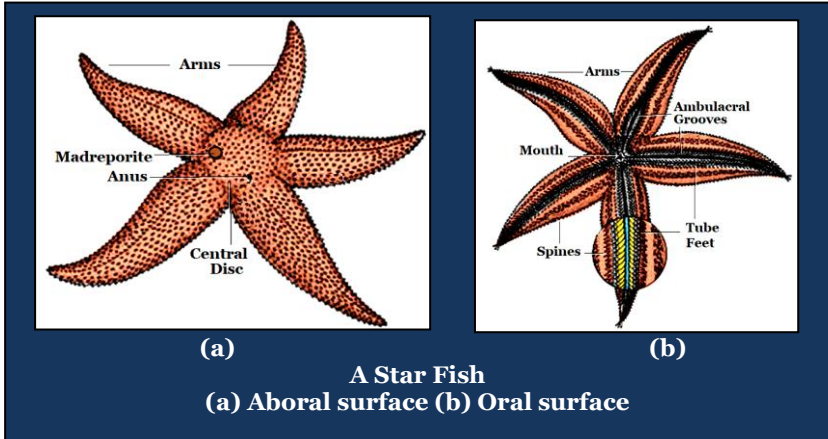 Arms
Madreporite
Anus
Central
Disc
(a)
Arms
Ambulacral
Grooves
Mouth
Spines
Tube
Feet
(b)
A Star Fish
(a) Aboral surface (b) Oral surface